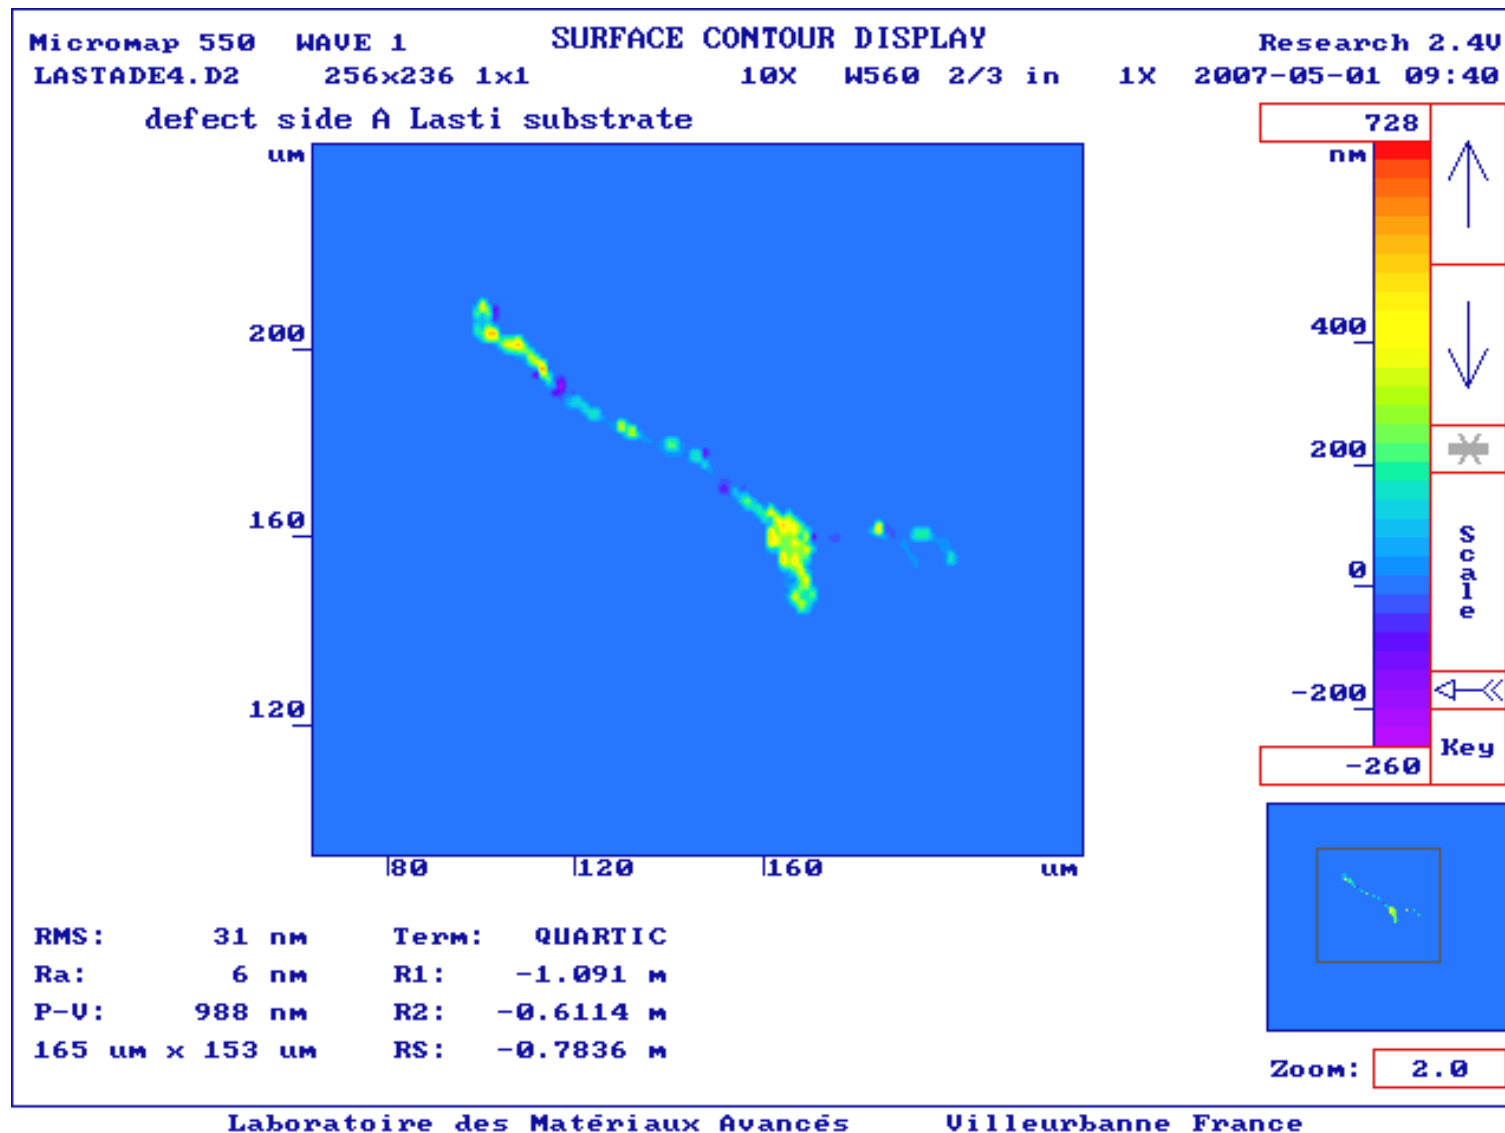 Micromap 550 WAVE 1 SURFACE CONTOUR DISPLAY Research 2.4V
LASTADE4.D2 256x236 1x1 10X W560 2/3 in 1X 2007-05-01 09:40
defect side A Lasti substrate
728
um
nm
400
200
200
160
Scale
0
120
-200
Key
-260
80 120 160 um
RMS: 31 nm Term: QUARTIC
Ra: 6 nm R1: -1.091 m
P-V: 988 nm R2: -0.6114 m
165 um x 153 um RS: -0.7836 m
Zoom: 2.0
Laboratoire des Matériaux Avancés Villeurbanne France